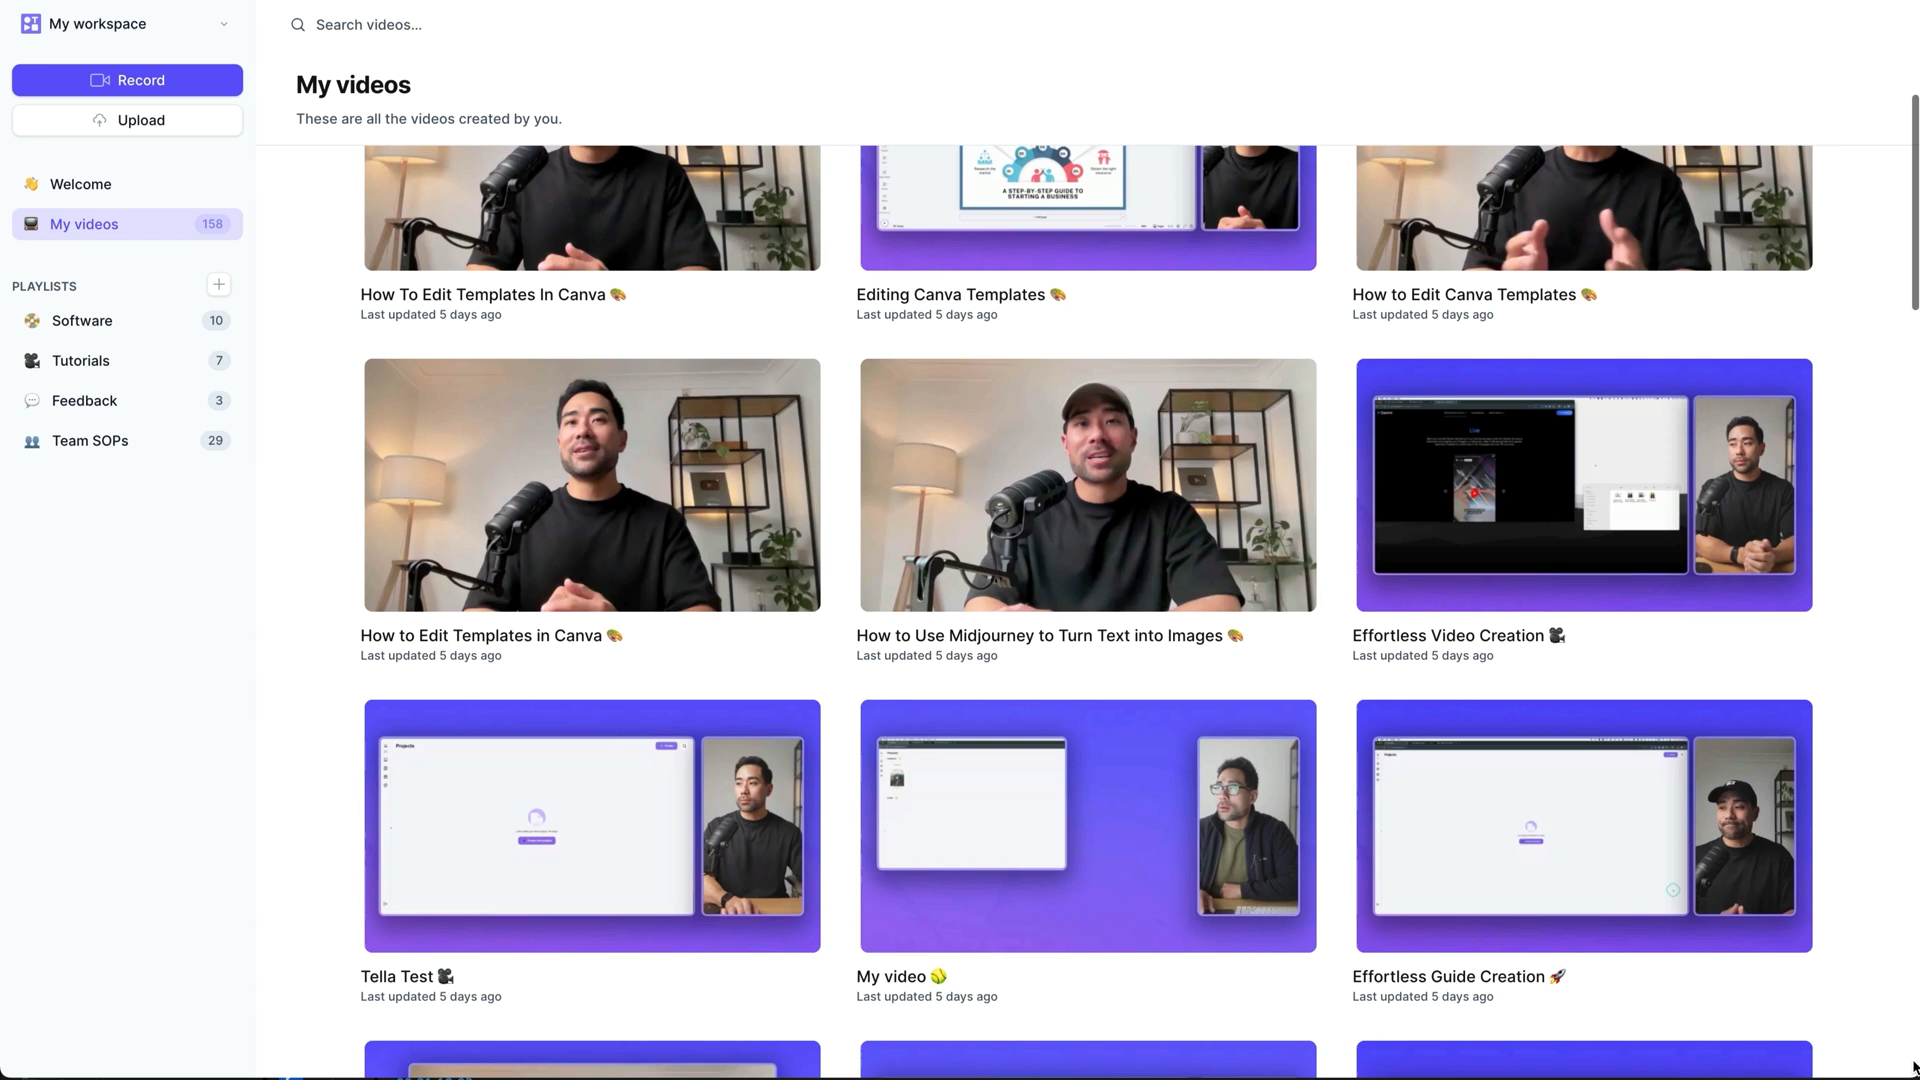 My workspace
Search videos...
Record
Upload
My videos
These are all the videos created by you.
Welcome
My videos 158
PLAYLISTS
Software 10
Tutorials 7
Feedback 3
Team SOPs 29
A STEP-BY-STEP GUIDE TO
STARTING A BUSINESS
How To Edit Templates In Canva 🎨
Last updated 5 days ago
Editing Canva Templates 🎨
Last updated 5 days ago
How to Edit Canva Templates 🎨
Last updated 5 days ago
How to Edit Templates in Canva 🎨
Last updated 5 days ago
How to Use Midjourney to Turn Text into Images 🎨
Last updated 5 days ago
Live
Effortless Video Creation 🎥
Last updated 5 days ago
Projects
Tella Test 🎥
Last updated 5 days ago
My video 🥎
Last updated 5 days ago
Projects
Effortless Guide Creation 🚀
Last updated 5 days ago